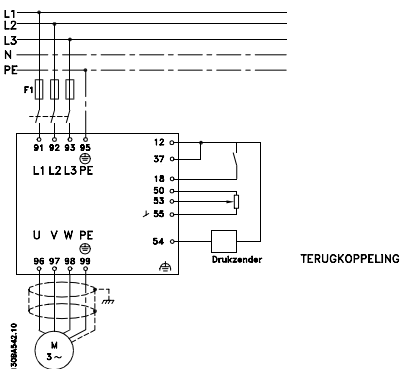 L1
L2
L3
N
PE
F1
91 92 93 95
L1 L2 L3 PE
12
37
18
50
53
55
54
U V W PE
96 97 98 99
Drukzender
TERUGKOPPELING
M
3~
130BA542.10